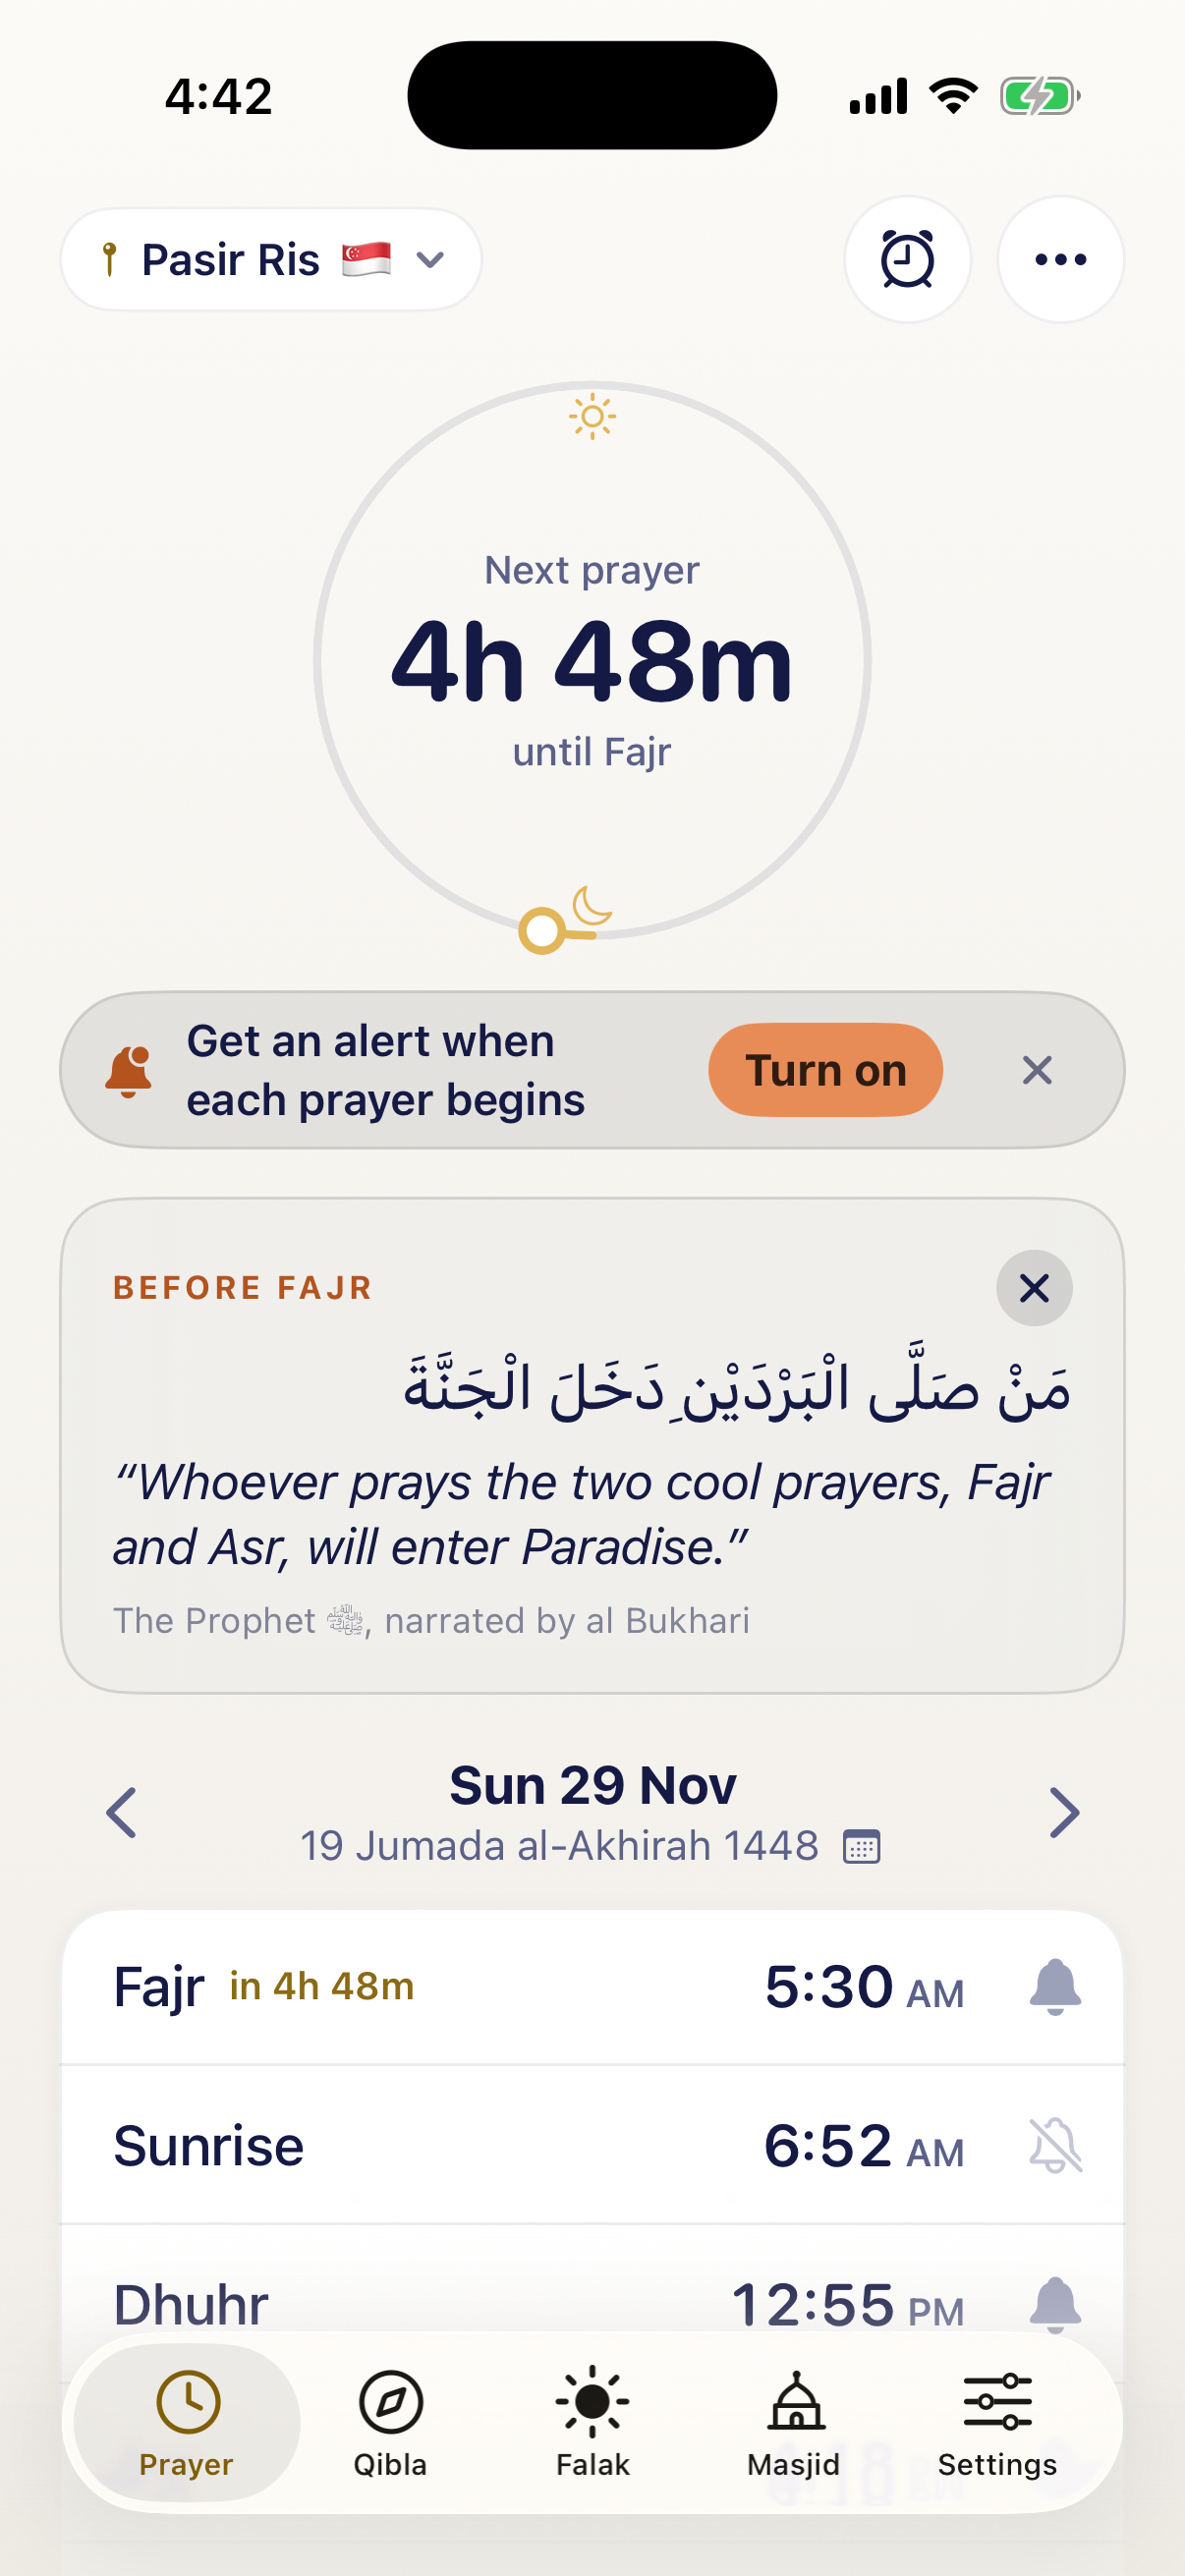 4:42
Pasir Ris 🇸🇬
Next prayer
4h 48m
until Fajr
Get an alert when
each prayer begins
Turn on
BEFORE FAJR
مَنْ صَلَّى الْبَرْدَيْنِ دَخَلَ الْجَنَّةَ
“Whoever prays the two cool prayers, Fajr
and Asr, will enter Paradise.”
The Prophet ﷺ, narrated by al Bukhari
Sun 29 Nov
19 Jumada al-Akhirah 1448
Fajr in 4h 48m 5:30 AM
Sunrise 6:52 AM
Dhuhr 12:55 PM
Prayer Qibla Falak Masjid Settings